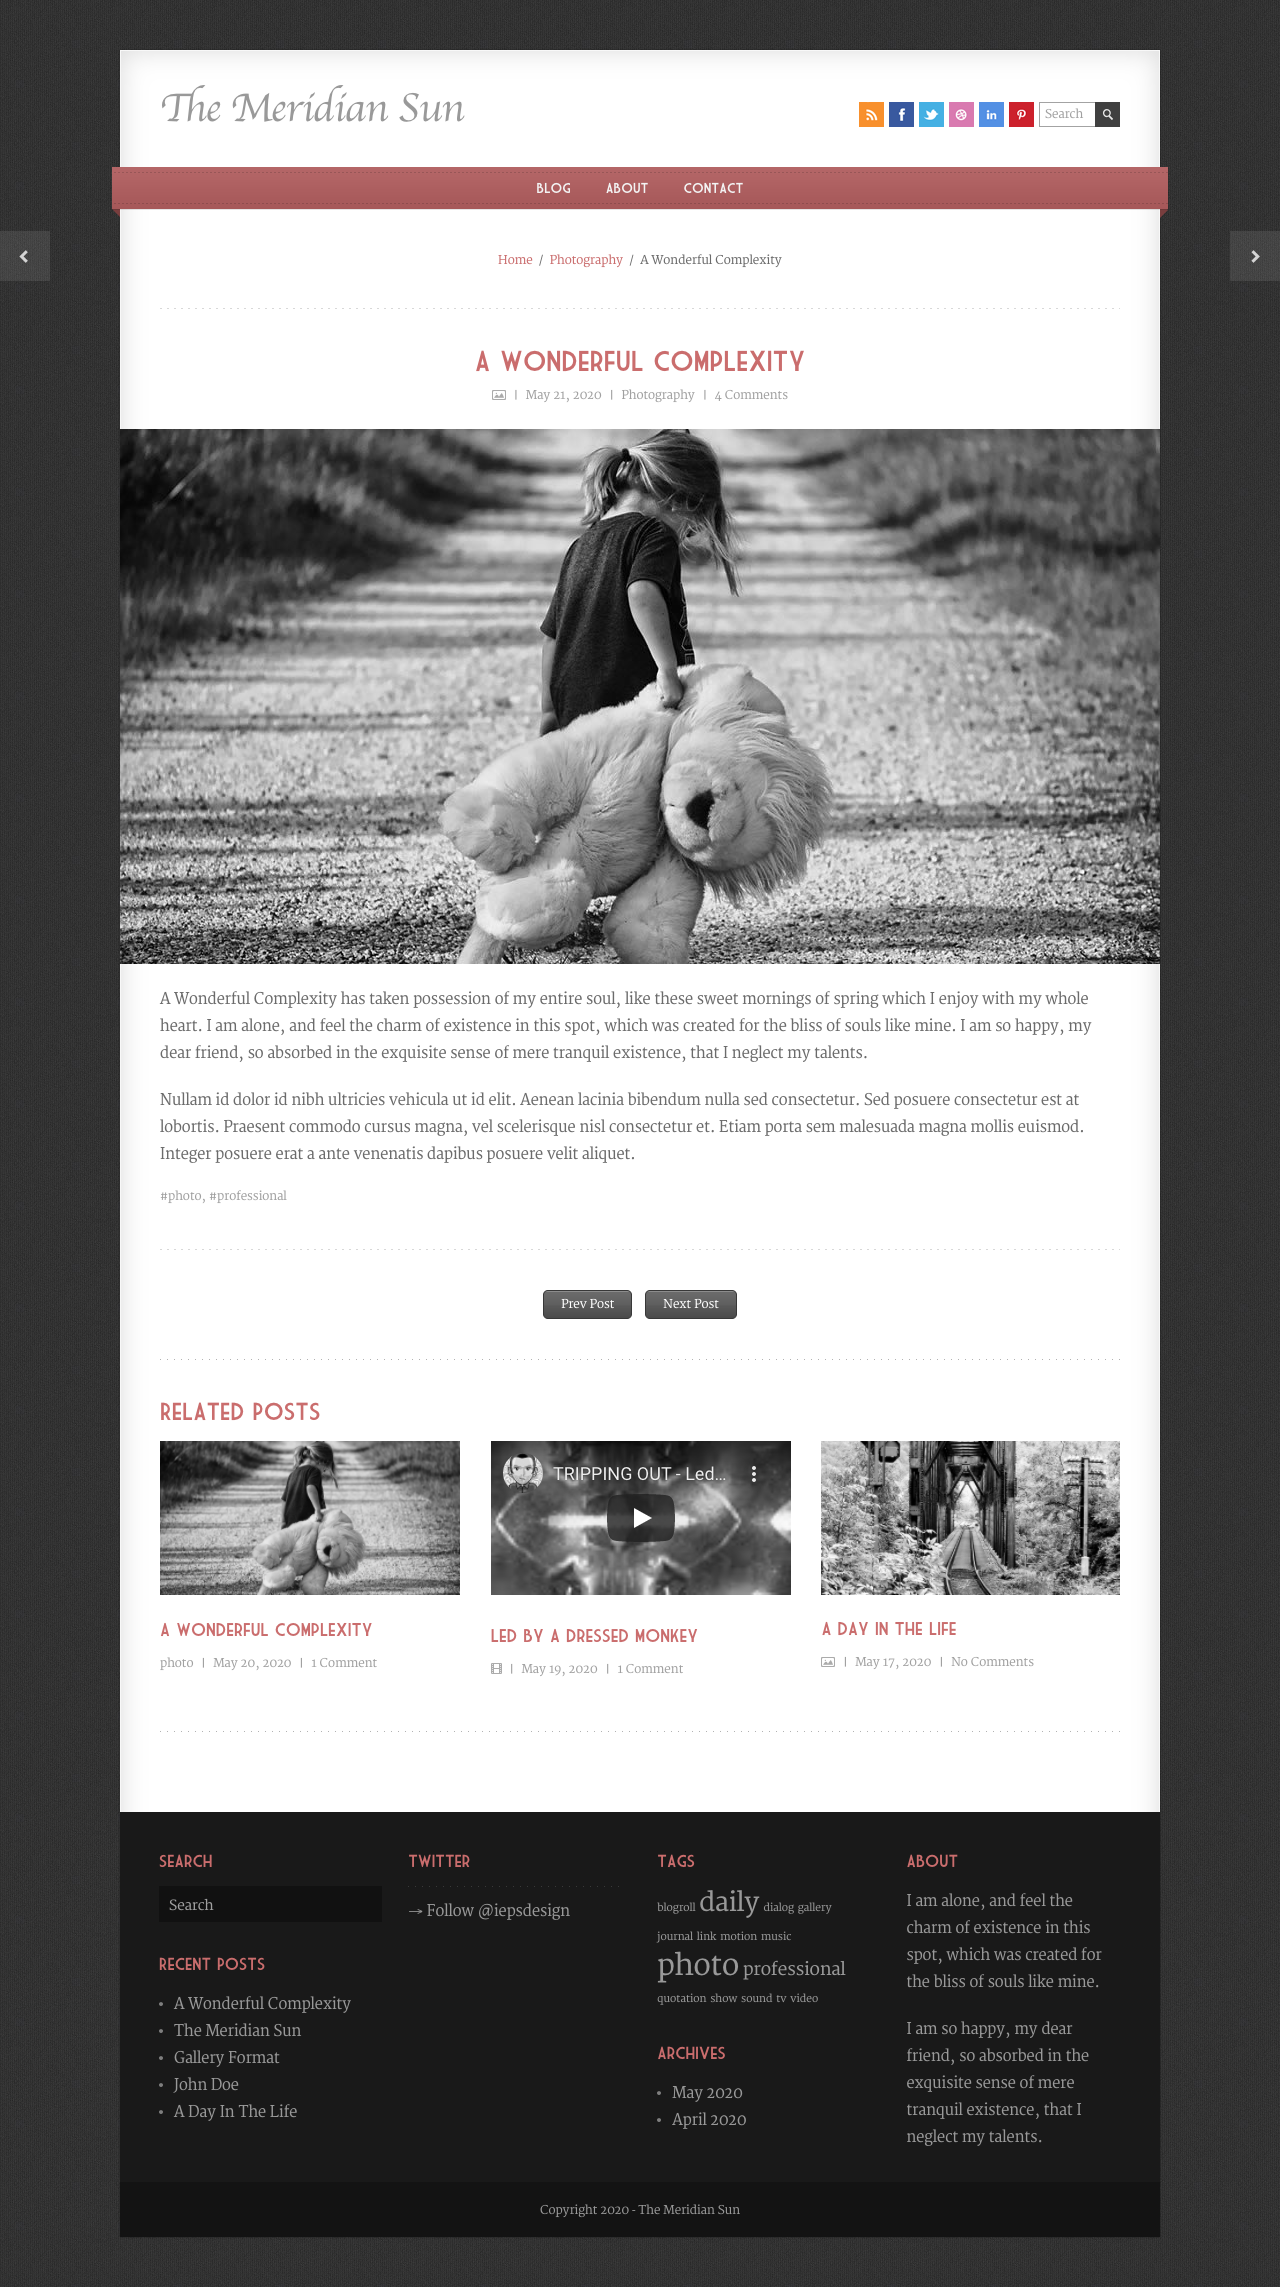 The Meridian Sun
Search
BLOG ABOUT CONTACT
Home / Photography / A Wonderful Complexity
A WONDERFUL COMPLEXITY
May 21, 2020 | Photography | 4 Comments
A Wonderful Complexity has taken possession of my entire soul, like these sweet mornings of spring which I enjoy with my whole
heart. I am alone, and feel the charm of existence in this spot, which was created for the bliss of souls like mine. I am so happy, my
dear friend, so absorbed in the exquisite sense of mere tranquil existence, that I neglect my talents.
Nullam id dolor id nibh ultricies vehicula ut id elit. Aenean lacinia bibendum nulla sed consectetur. Sed posuere consectetur est at
lobortis. Praesent commodo cursus magna, vel scelerisque nisl consectetur et. Etiam porta sem malesuada magna mollis euismod.
Integer posuere erat a ante venenatis dapibus posuere velit aliquet.
#photo, #professional
Prev Post Next Post
RELATED POSTS
TRIPPING OUT - Led...
A WONDERFUL COMPLEXITY
photo | May 20, 2020 | 1 Comment
LED BY A DRESSED MONKEY
May 19, 2020 | 1 Comment
A DAY IN THE LIFE
May 17, 2020 | No Comments
SEARCH
Search
RECENT POSTS
• A Wonderful Complexity
• The Meridian Sun
• Gallery Format
• John Doe
• A Day In The Life
TWITTER
→ Follow @iepsdesign
TAGS
blogroll daily dialog gallery
journal link motion music
photo professional
quotation show sound tv video
ARCHIVES
• May 2020
• April 2020
ABOUT
I am alone, and feel the
charm of existence in this
spot, which was created for
the bliss of souls like mine.
I am so happy, my dear
friend, so absorbed in the
exquisite sense of mere
tranquil existence, that I
neglect my talents.
Copyright 2020 - The Meridian Sun